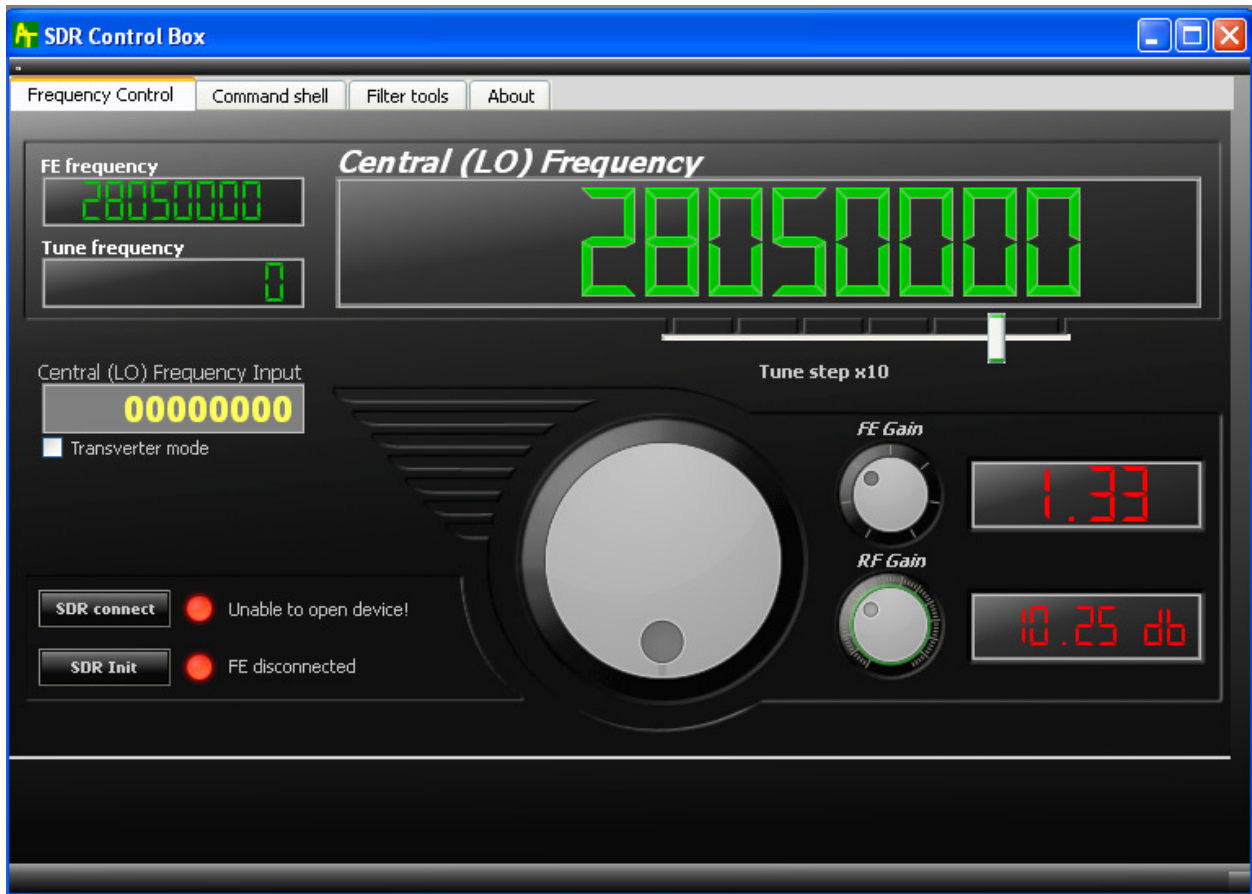 AT SDR Control Box
Frequency Control Command shell Filter tools About
FE frequency
28050000
Tune frequency
0
Central (LO) Frequency
28050000
Tune step x10
Central (LO) Frequency Input
00000000
Transverter mode
FE Gain
1.33
RF Gain
10.25 db
SDR connect Unable to open device!
SDR Init FE disconnected